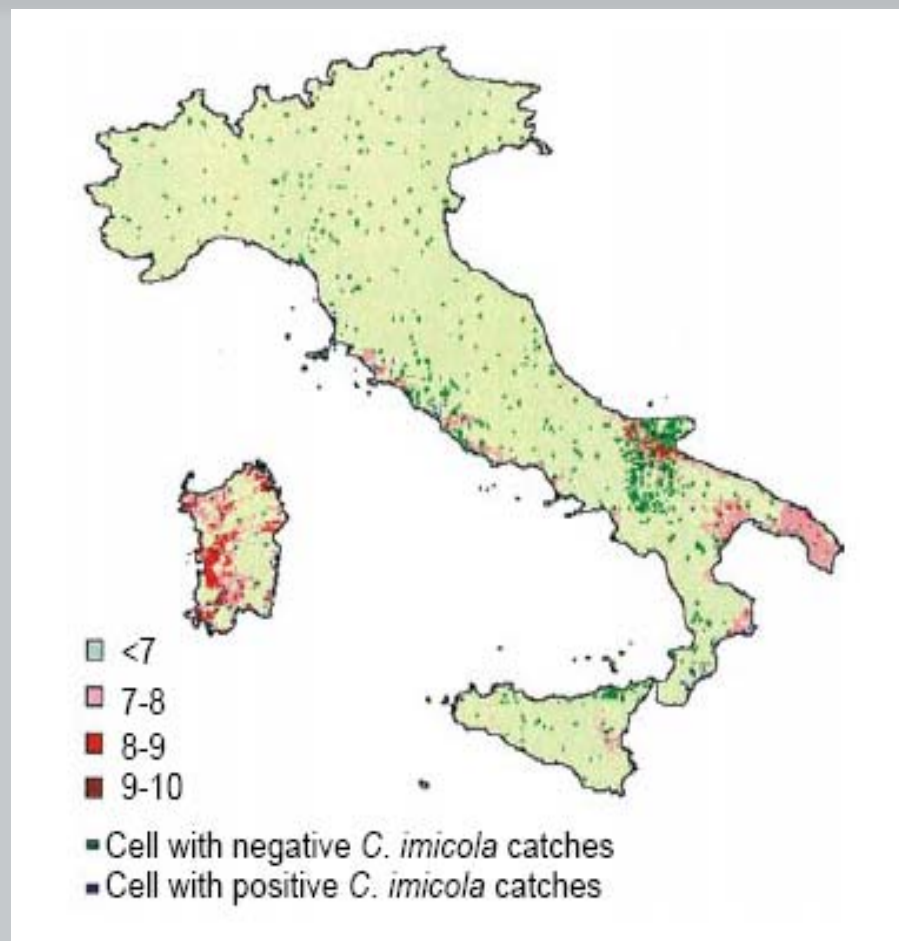 <7
7-8
8-9
9-10
Cell with negative C. imicola catches
Cell with positive C. imicola catches